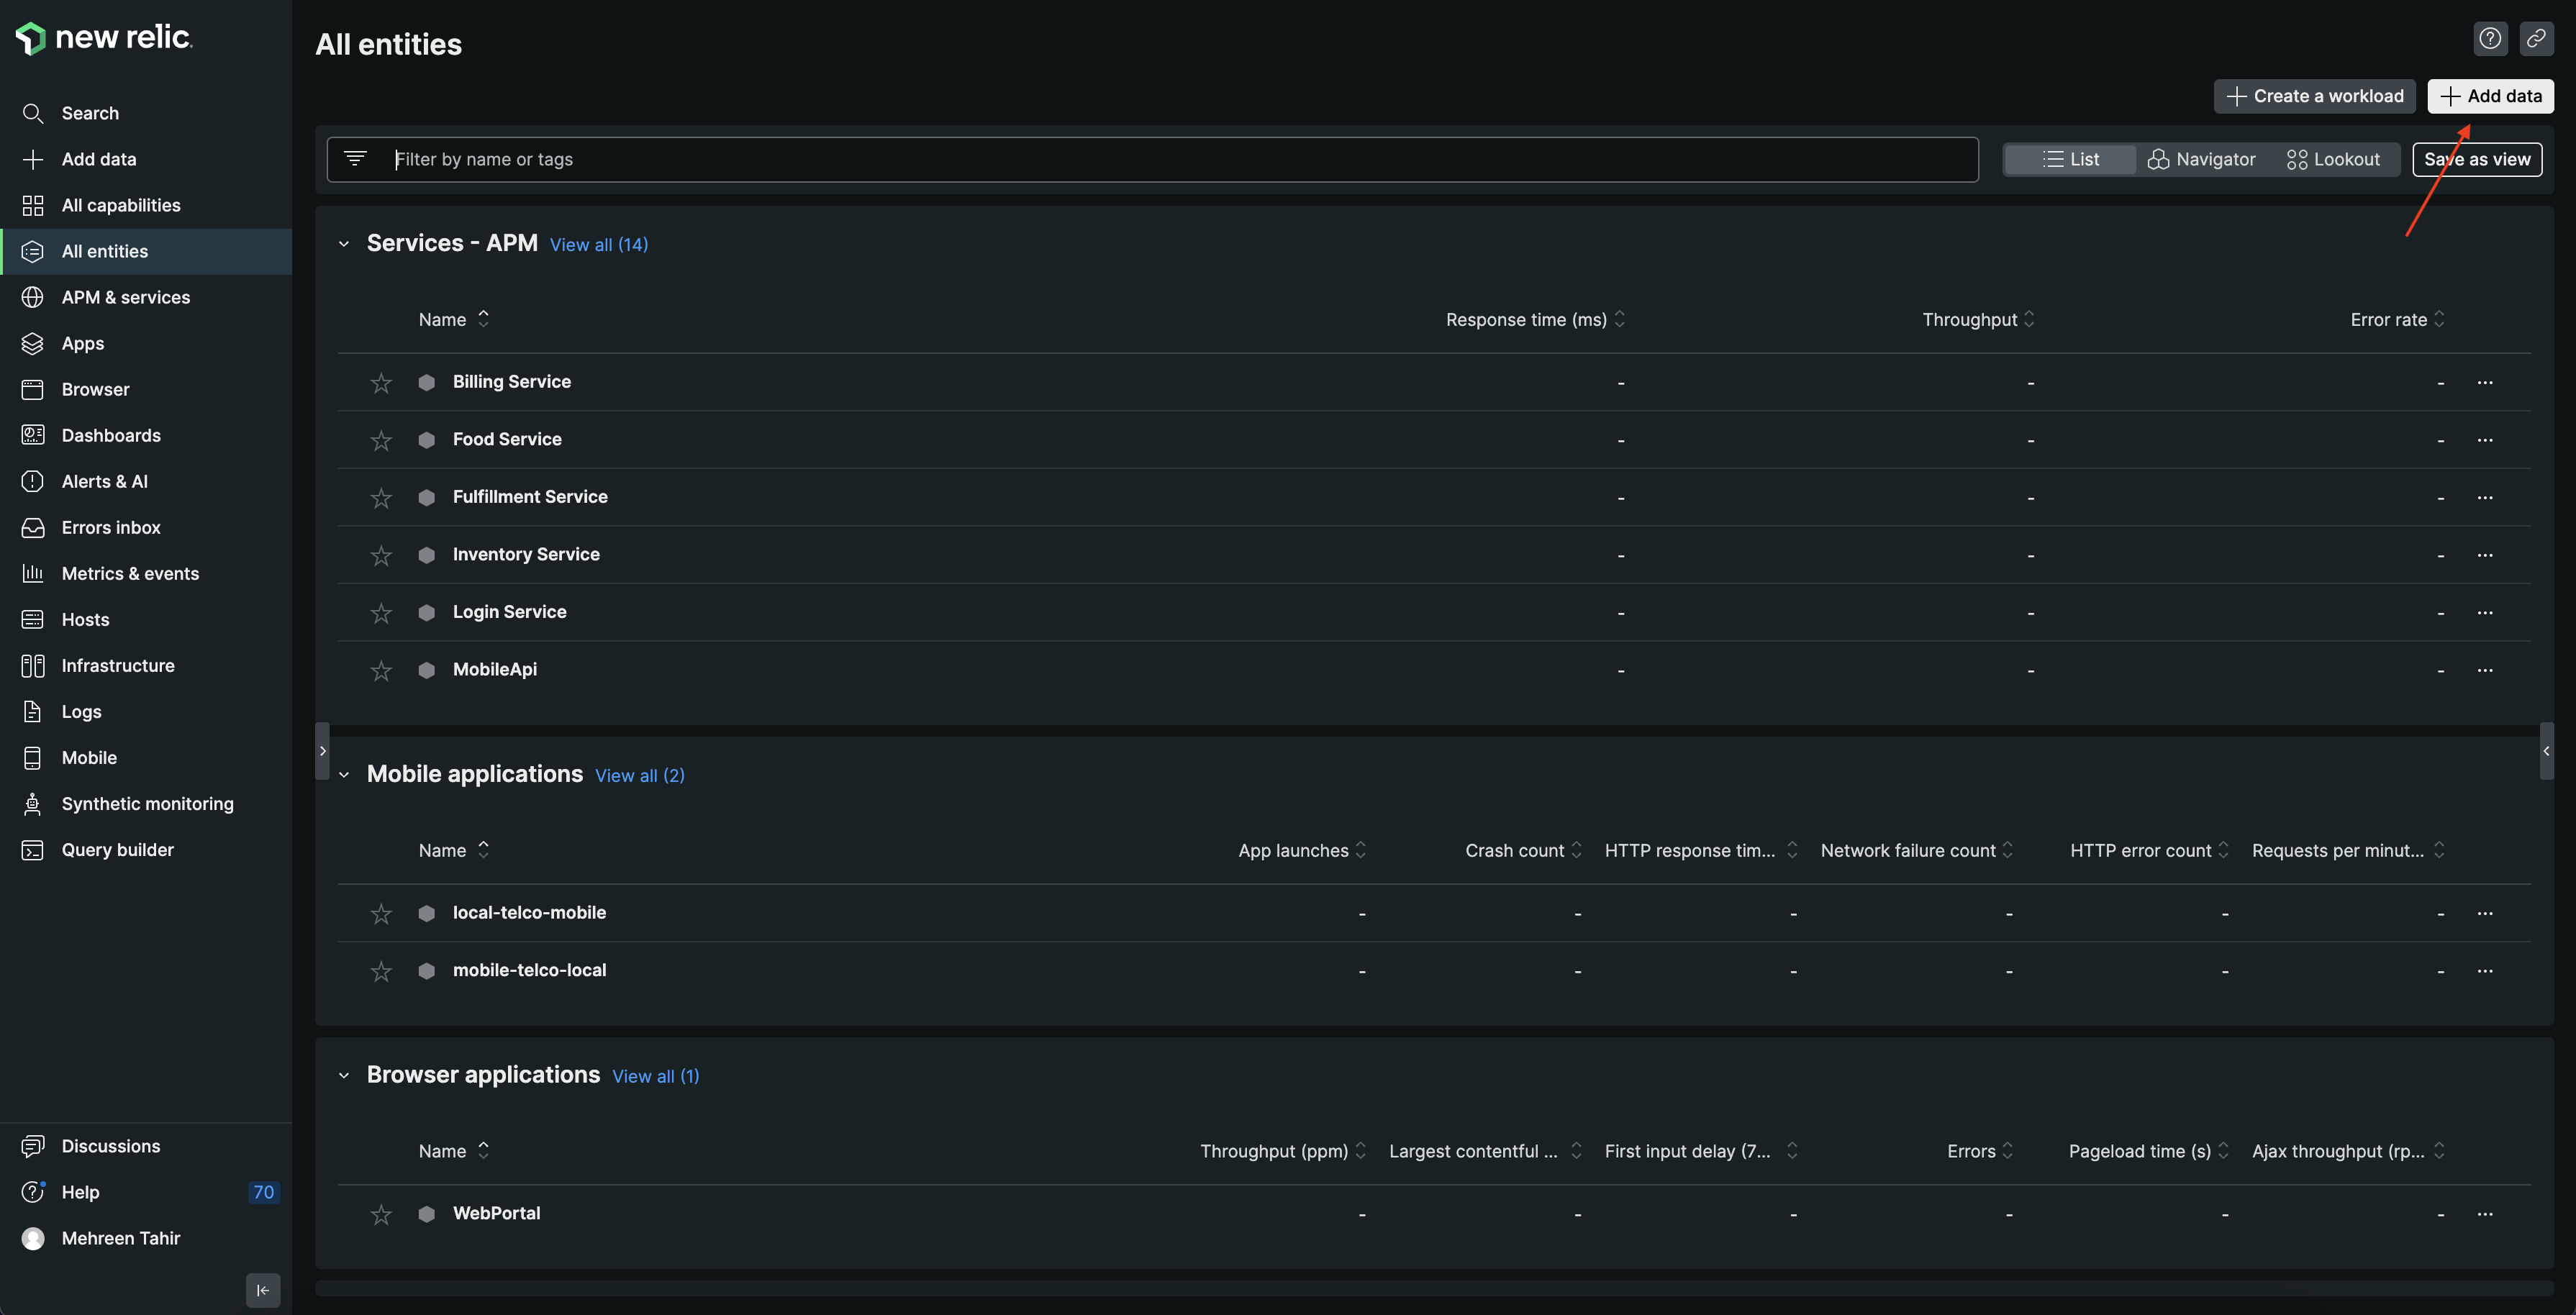 new relic.
Search
Add data
All capabilities
All entities
APM & services
Apps
Browser
Dashboards
Alerts & AI
Errors inbox
Metrics & events
Hosts
Infrastructure
Logs
Mobile
Synthetic monitoring
Query builder
Discussions
Help 70
Mehreen Tahir
All entities
Create a workload Add data
Filter by name or tags List Navigator Lookout Save as view
Services - APM View all (14)
Name Response time (ms) Throughput Error rate
Billing Service - - - ...
Food Service - - - ...
Fulfillment Service - - - ...
Inventory Service - - - ...
Login Service - - - ...
MobileApi - - - ...
Mobile applications View all (2)
Name App launches Crash count HTTP response tim... Network failure count HTTP error count Requests per minut...
local-telco-mobile - - - - - - ...
mobile-telco-local - - - - - - ...
Browser applications View all (1)
Name Throughput (ppm) Largest contentful ... First input delay (7... Errors Pageload time (s) Ajax throughput (rp...
WebPortal - - - - - - ...